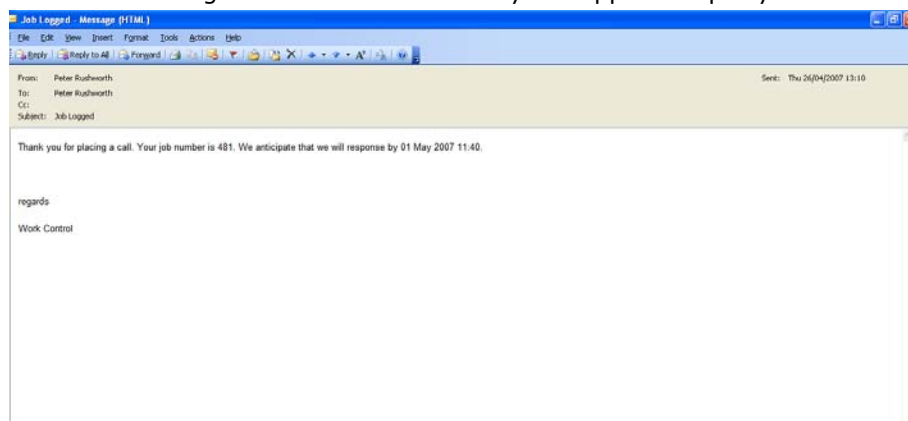 Job Logged - Message (HTML)
File Edit View Insert Format Tools Actions Help
Reply Reply to All Forward
From: Peter Rushworth Sent: Thu 26/04/2007 13:10
To: Peter Rushworth
Cc:
Subject: Job Logged
Thank you for placing a call. Your job number is 481. We anticipate that we will response by 01 May 2007 11:40.
regards
Work Control